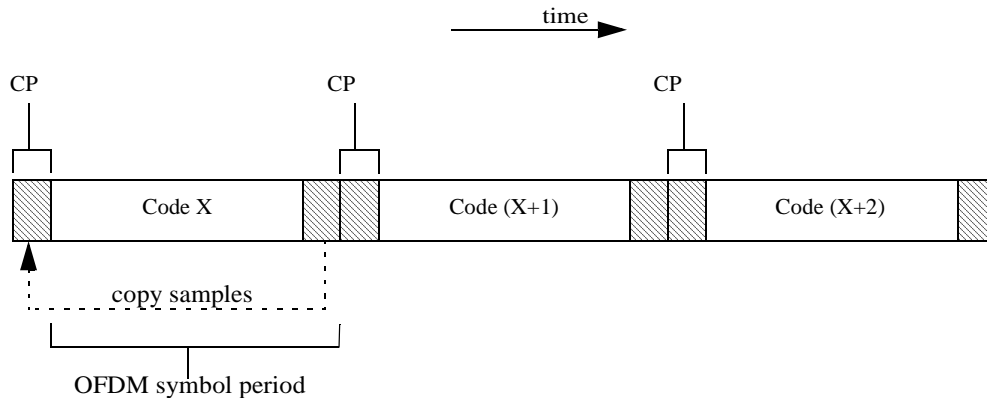 time
CP
CP
CP
Code X
Code (X+1)
Code (X+2)
copy samples
OFDM symbol period